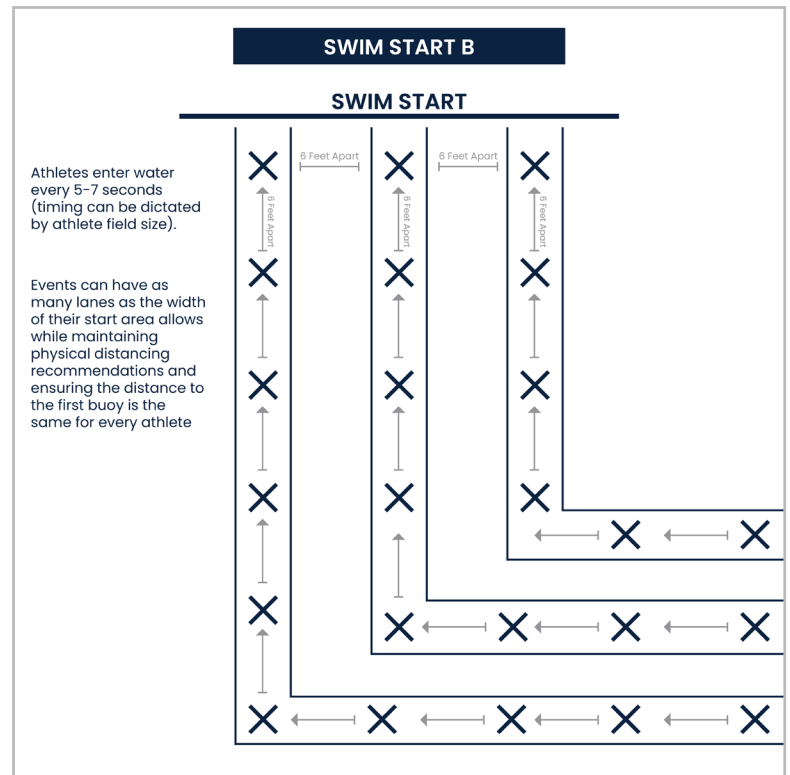 SWIM START B
SWIM START
6 Feet Apart
6 Feet Apart
Athletes enter water
every 5-7 seconds
(timing can be dictated
by athlete field size).
6 Feet Apart
6 Feet Apart
6 Feet Apart
Events can have as
many lanes as the width
of their start area allows
while maintaining
physical distancing
recommendations and
ensuring the distance to
the first buoy is the
same for every athlete